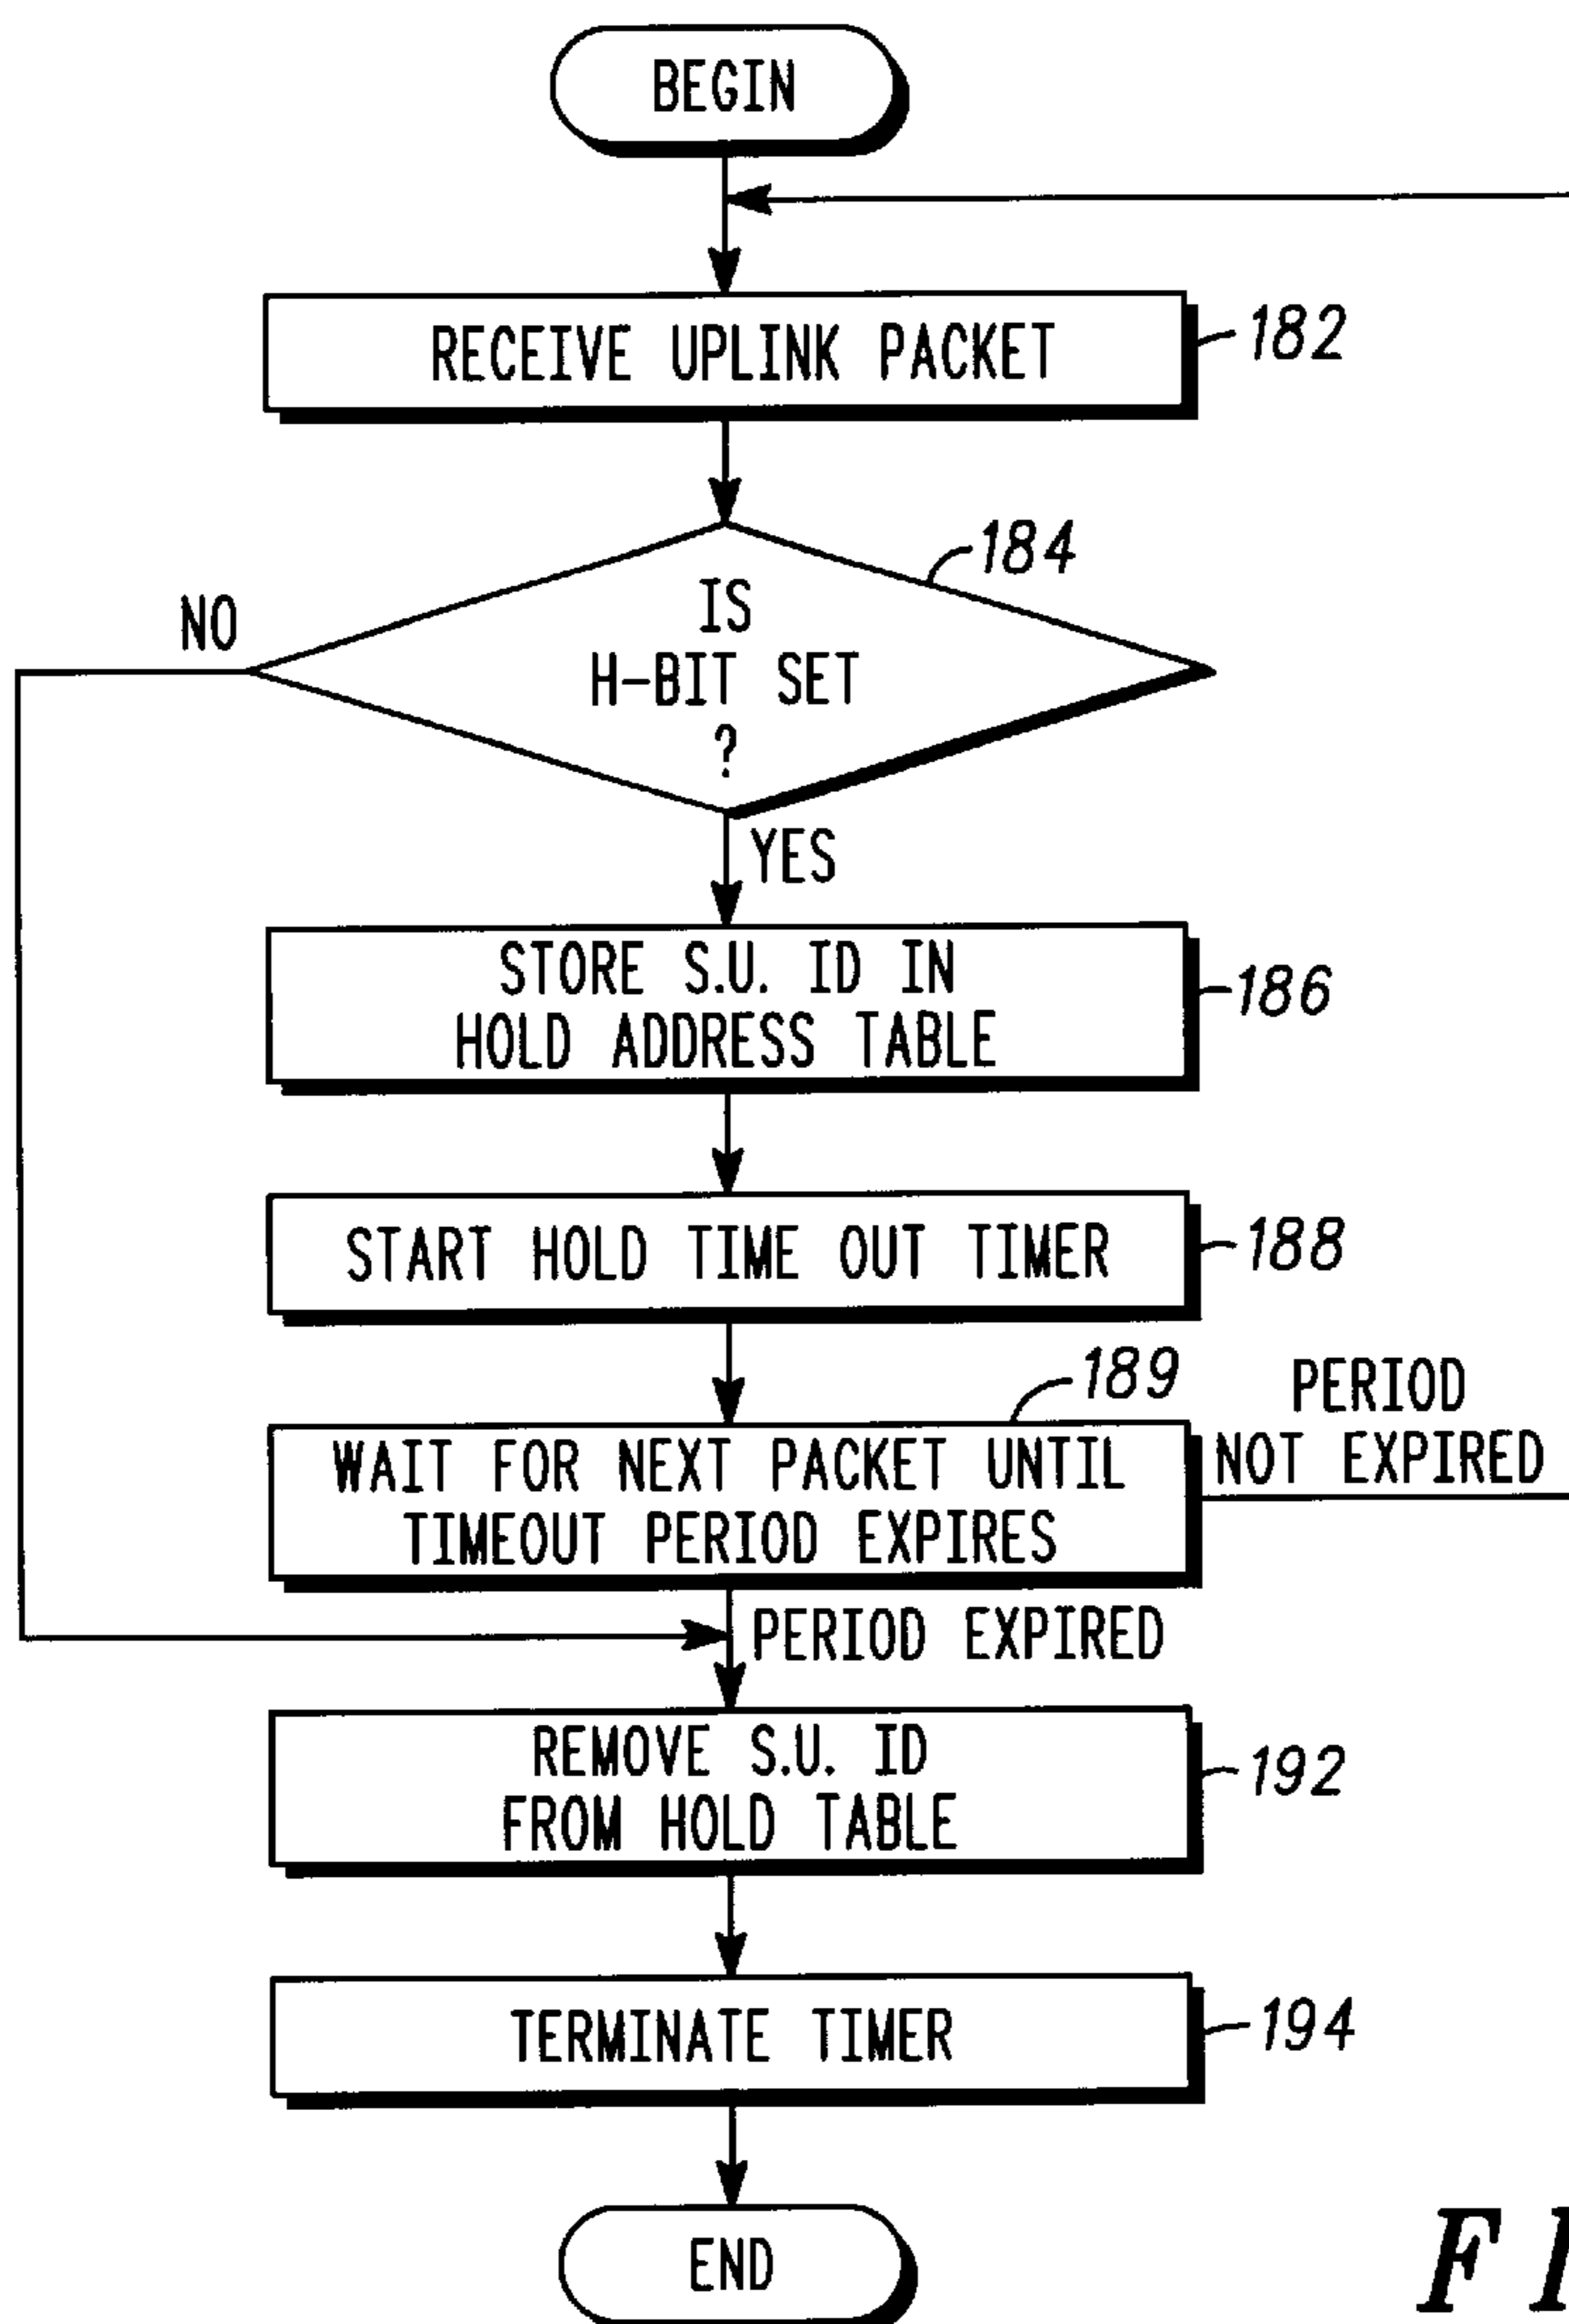 BEGIN
RECEIVE UPLINK PACKET
182
184
IS
H-BIT SET
?
NO
YES
STORE S.U. ID IN
HOLD ADDRESS TABLE
186
START HOLD TIME OUT TIMER
188
189
PERIOD
NOT EXPIRED
WAIT FOR NEXT PACKET UNTIL
TIMEOUT PERIOD EXPIRES
PERIOD EXPIRED
REMOVE S.U. ID
FROM HOLD TABLE
192
TERMINATE TIMER
194
END